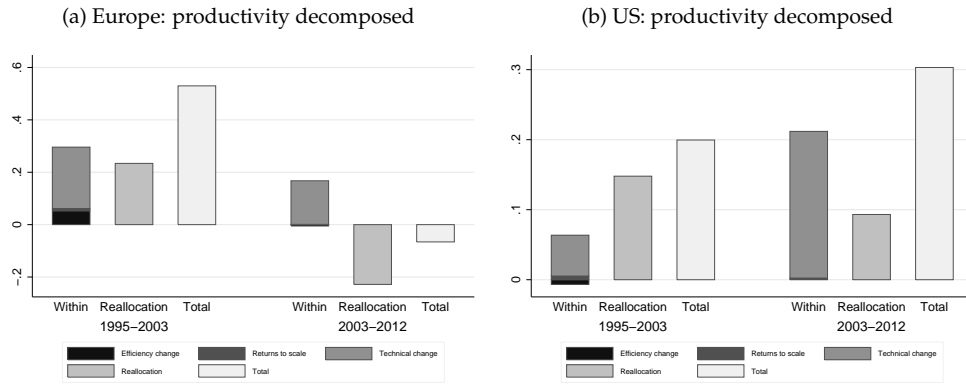 (a) Europe: productivity decomposed
.6
.4
.2
0
-.2
Within Reallocation Total Within Reallocation Total
1995–2003 2003–2012
Efficiency change Returns to scale Technical change
Reallocation Total
(b) US: productivity decomposed
.3
.2
.1
0
Within Reallocation Total Within Reallocation Total
1995–2003 2003–2012
Efficiency change Returns to scale Technical change
Reallocation Total